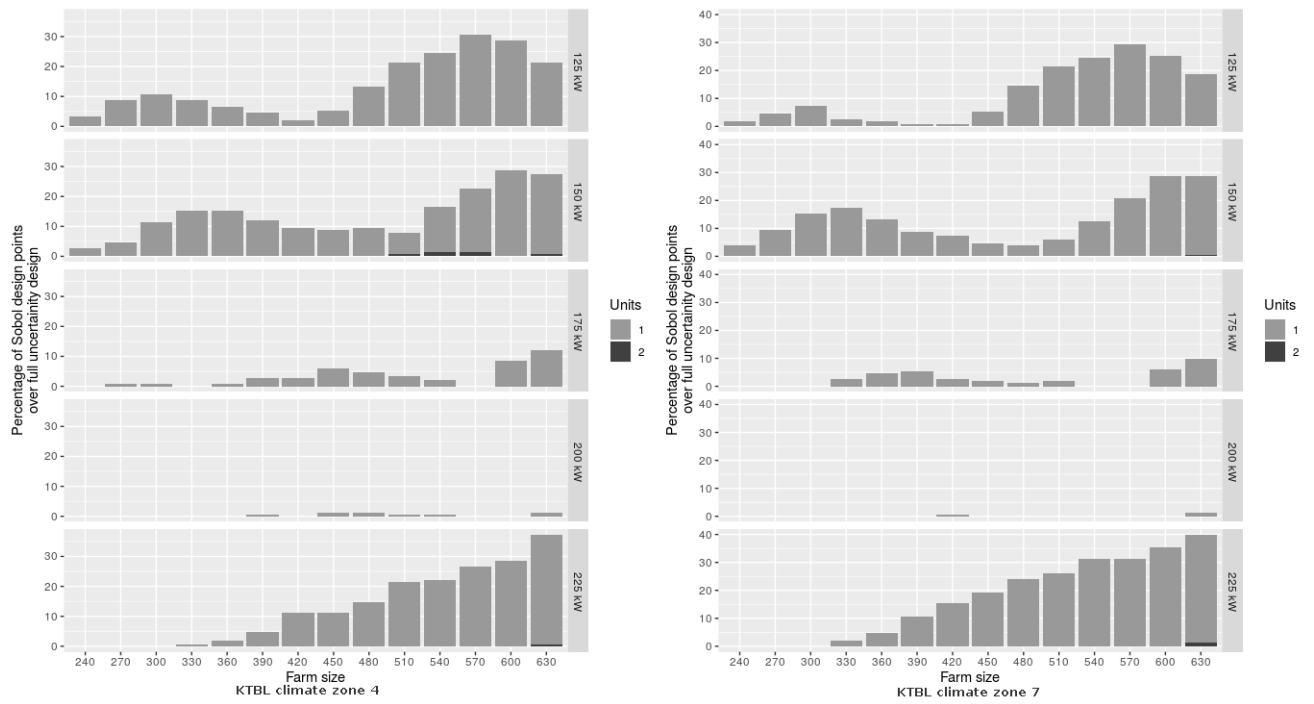 30
20
10
0
125 kW
30
20
10
0
150 kW
30
20
10
0
175 kW
30
20
10
0
200 kW
30
20
10
0
225 kW
240 270 300 330 360 390 420 450 480 510 540 570 600 630
Farm size
KTBL climate zone 4
Percentage of Sobol design points
over full uncertainity design
Units
1
2
40
30
20
10
0
125 kW
40
30
20
10
0
150 kW
40
30
20
10
0
175 kW
40
30
20
10
0
200 kW
40
30
20
10
0
225 kW
240 270 300 330 360 390 420 450 480 510 540 570 600 630
Farm size
KTBL climate zone 7
Percentage of Sobol design points
over full uncertainity design
Units
1
2